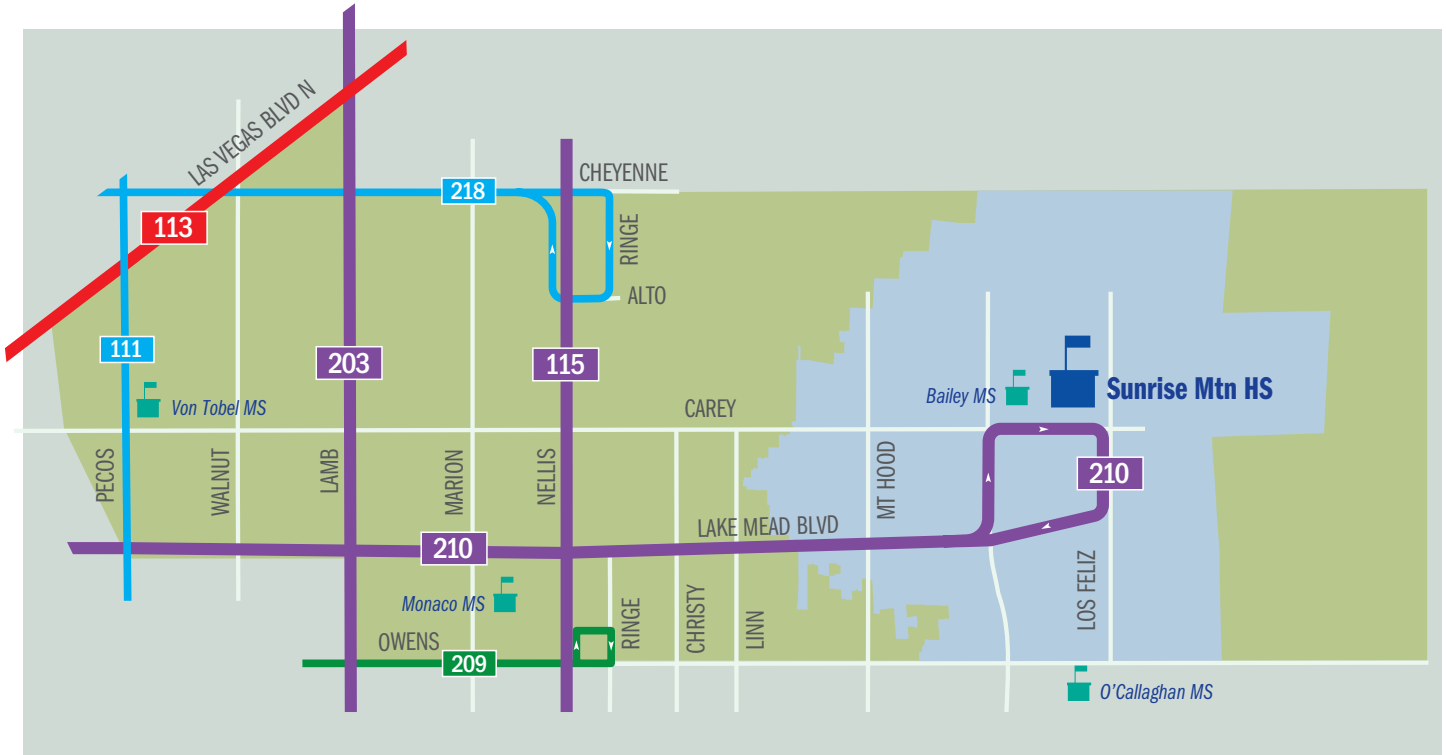 LAS VEGAS BLVD N
CHEYENNE
218
113
RINGE
ALTO
111
203
115
Sunrise Mtn HS
Bailey MS
Von Tobel MS
CAREY
PECOS
WALNUT
LAMB
MARION
NELLIS
MT HOOD
210
LAKE MEAD BLVD
210
LOS FELIZ
Monaco MS
RINGE
CHRISTY
LINN
OWENS
209
O'Callaghan MS